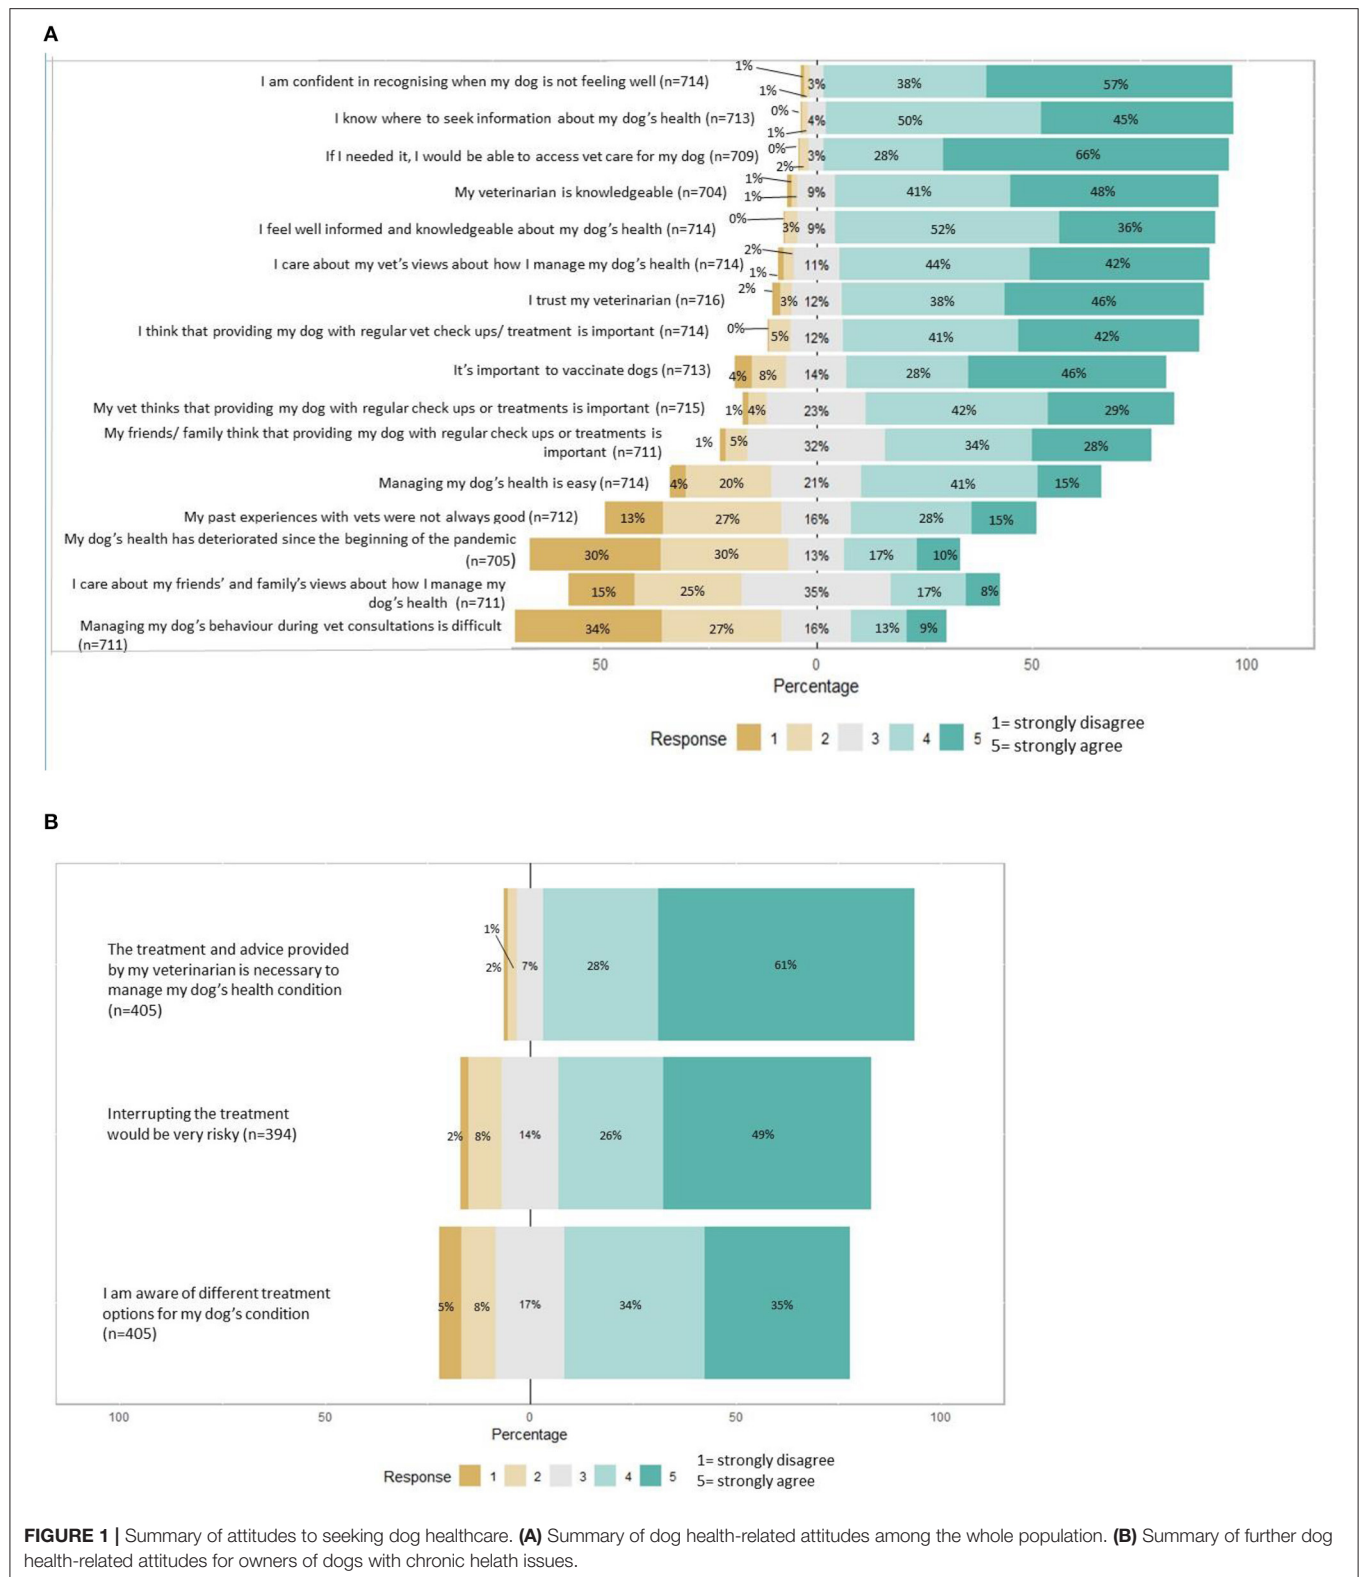 A
I am confident in recognising when my dog is not feeling well (n=714)
1%
1%
3%
38%
57%
I know where to seek information about my dog's health (n=713)
0%
1%
4%
50%
45%
If I needed it, I would be able to access vet care for my dog (n=709)
0%
2%
3%
28%
66%
My veterinarian is knowledgeable (n=704)
1%
1%
9%
41%
48%
I feel well informed and knowledgeable about my dog's health (n=714)
0%
3%
9%
52%
36%
I care about my vet's views about how I manage my dog's health (n=714)
2%
1%
11%
44%
42%
I trust my veterinarian (n=716)
2%
3%
12%
38%
46%
I think that providing my dog with regular vet check ups/ treatment is important (n=714)
0%
5%
12%
41%
42%
It's important to vaccinate dogs (n=713)
4%
8%
14%
28%
46%
My vet thinks that providing my dog with regular check ups or treatments is important (n=715)
1%
4%
23%
42%
29%
My friends/ family think that providing my dog with regular check ups or treatments is
important (n=711)
1%
5%
32%
34%
28%
Managing my dog's health is easy (n=714)
4%
20%
21%
41%
15%
My past experiences with vets were not always good (n=712)
13%
27%
16%
28%
15%
My dog's health has deteriorated since the beginning of the pandemic
(n=705)
30%
30%
13%
17%
10%
I care about my friends' and family's views about how I manage my
dog's health (n=711)
15%
25%
35%
17%
8%
Managing my dog's behaviour during vet consultations is difficult
(n=711)
34%
27%
16%
13%
9%
50 0 50 100
Percentage
Response 1 2 3 4 5
1= strongly disagree
5= strongly agree
B
The treatment and advice provided
by my veterinarian is necessary to
manage my dog's health condition
(n=405)
1%
2%
7%
28%
61%
Interrupting the treatment
would be very risky (n=394)
2%
8%
14%
26%
49%
I am aware of different treatment
options for my dog's condition
(n=405)
5%
8%
17%
34%
35%
100 50 0 50 100
Percentage
Response 1 2 3 4 5
1= strongly disagree
5= strongly agree
FIGURE 1 | Summary of attitudes to seeking dog healthcare. (A) Summary of dog health-related attitudes among the whole population. (B) Summary of further dog
health-related attitudes for owners of dogs with chronic helath issues.